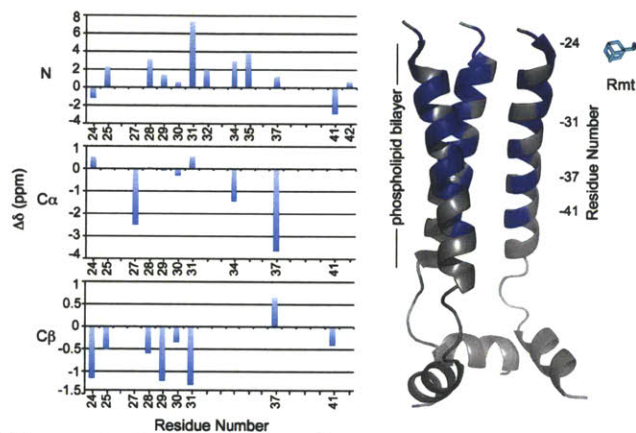 8
6
4
2
N
0
-2
-4
24 25 28 29 30 31 32 34 35 37 41 42
1
0
Cα
-1
-2
-3
-4
24 27 28 29 30 31 34 37 41
Δδ (ppm)
1
0.5
Cβ
0
-0.5
-1
-1.5
24 25 27 28 29 30 31 37 41
Residue Number
phospholipid bilayer
-24
-31
-37
-41
Residue Number
Rmt